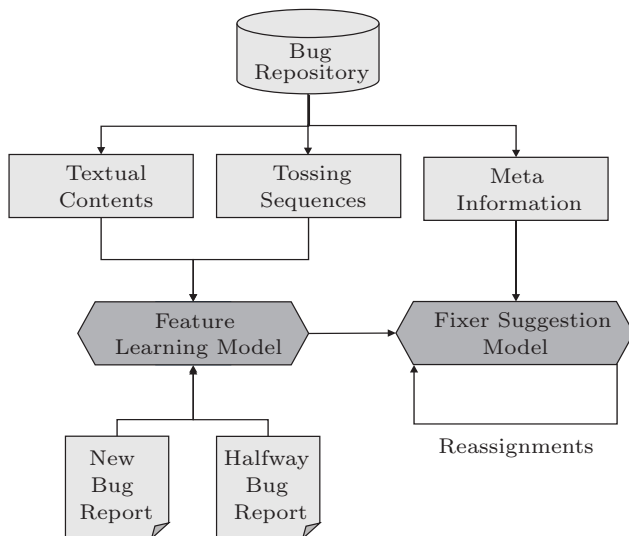 Bug
Repository
Textual
Contents
Tossing
Sequences
Meta
Information
Feature
Learning Model
Fixer Suggestion
Model
Reassignments
New
Bug
Report
Halfway
Bug
Report